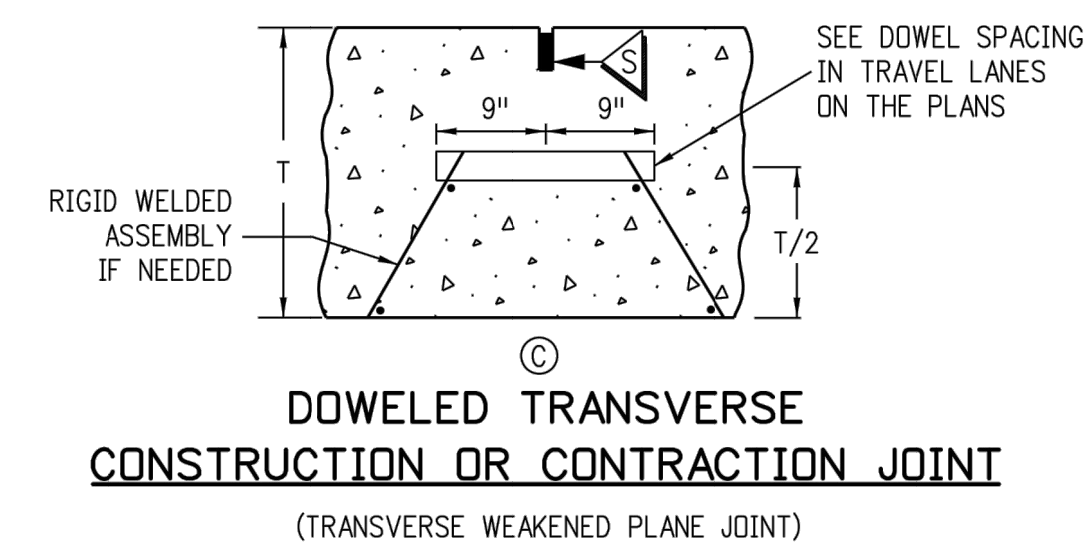 SEE DOWEL SPACING
IN TRAVEL LANES
ON THE PLANS
S
9" 9"
T
RIGID WELDED
ASSEMBLY
IF NEEDED
T/2
C
DOWELED TRANSVERSE
CONSTRUCTION OR CONTRACTION JOINT
(TRANSVERSE WEAKENED PLANE JOINT)